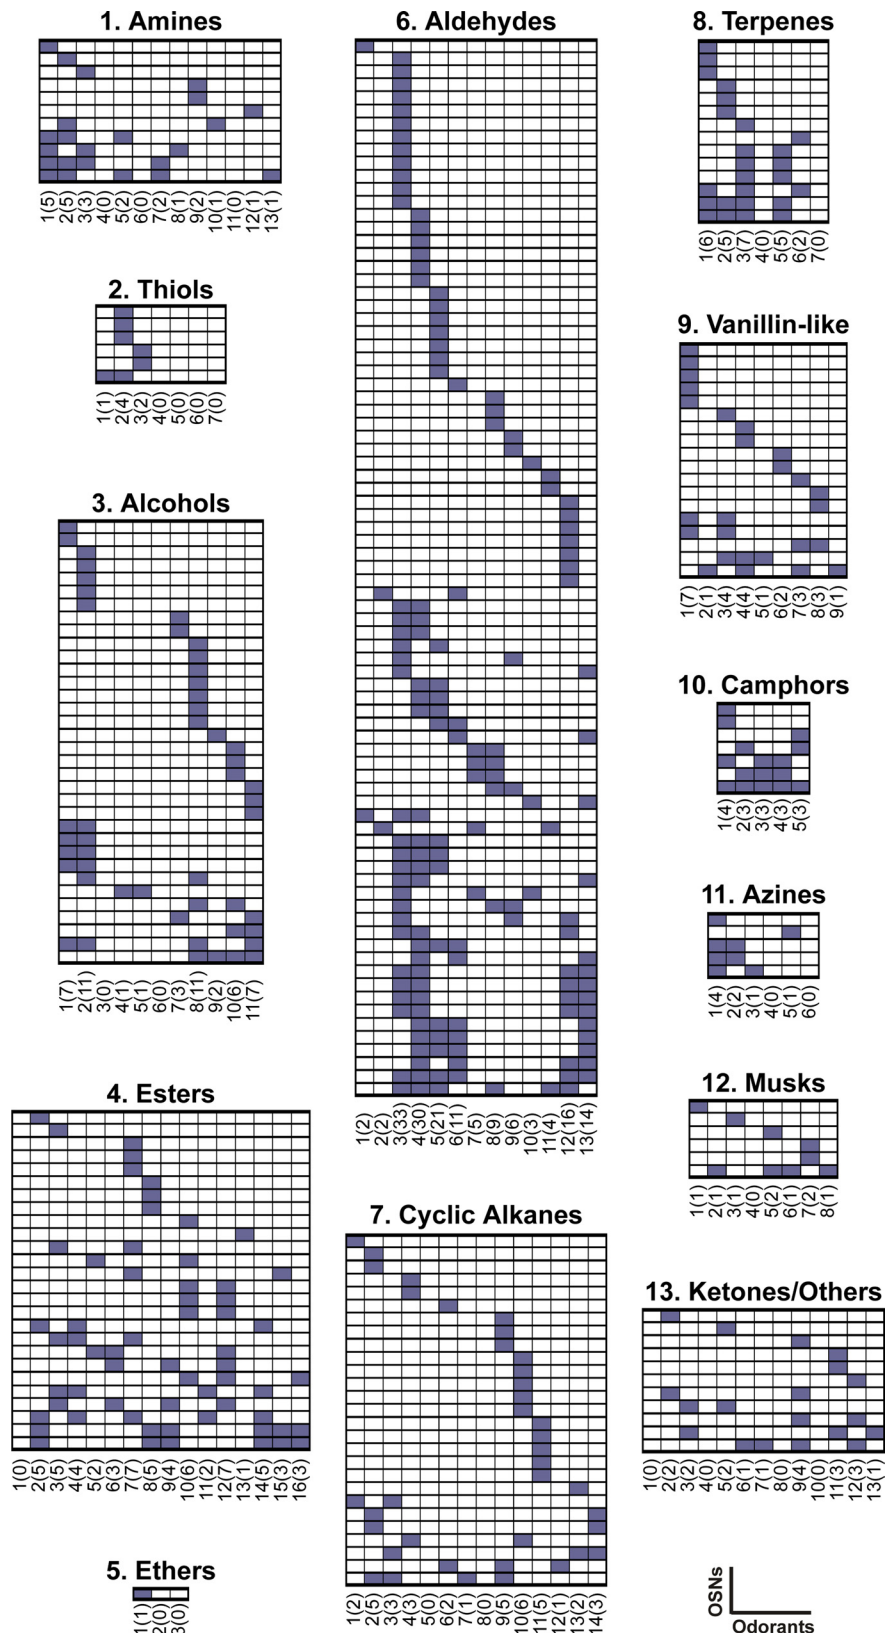 1. Amines
1(5) 2(5) 3(3) 4(0) 5(2) 6(0) 7(2) 8(1) 9(2) 10(1) 11(0) 12(1) 13(1)
2. Thiols
1(1) 2(4) 3(2) 4(0) 5(0) 6(0) 7(0)
3. Alcohols
1(7) 2(11) 3(0) 4(1) 5(1) 6(0) 7(3) 8(11) 9(2) 10(6) 11(7)
4. Esters
1(0) 2(5) 3(5) 4(4) 5(2) 6(3) 7(7) 8(5) 9(4) 10(6) 11(2) 12(7) 13(1) 14(5) 15(3) 16(3)
5. Ethers
1(1) 2(0) 3(0)
6. Aldehydes
1(2) 2(2) 3(33) 4(30) 5(21) 6(11) 7(5) 8(9) 9(6) 10(3) 11(4) 12(16) 13(14)
7. Cyclic Alkanes
1(2) 2(5) 3(3) 4(3) 5(0) 6(2) 7(1) 8(0) 9(5) 10(6) 11(5) 12(1) 13(2) 14(3)
8. Terpenes
1(6) 2(5) 3(7) 4(0) 5(5) 6(2) 7(0)
9. Vanillin-like
1(7) 2(1) 3(4) 4(4) 5(1) 6(2) 7(3) 8(3) 9(1)
10. Camphors
1(4) 2(3) 3(3) 4(3) 5(3)
11. Azines
1(4) 2(2) 3(1) 4(0) 5(1) 6(0)
12. Musks
1(1) 2(1) 3(1) 4(0) 5(2) 6(1) 7(2) 8(1)
13. Ketones/Others
1(0) 2(2) 3(2) 4(0) 5(2) 6(1) 7(1) 8(0) 9(4) 10(0) 11(3) 12(3) 13(1)
OSNs
Odorants